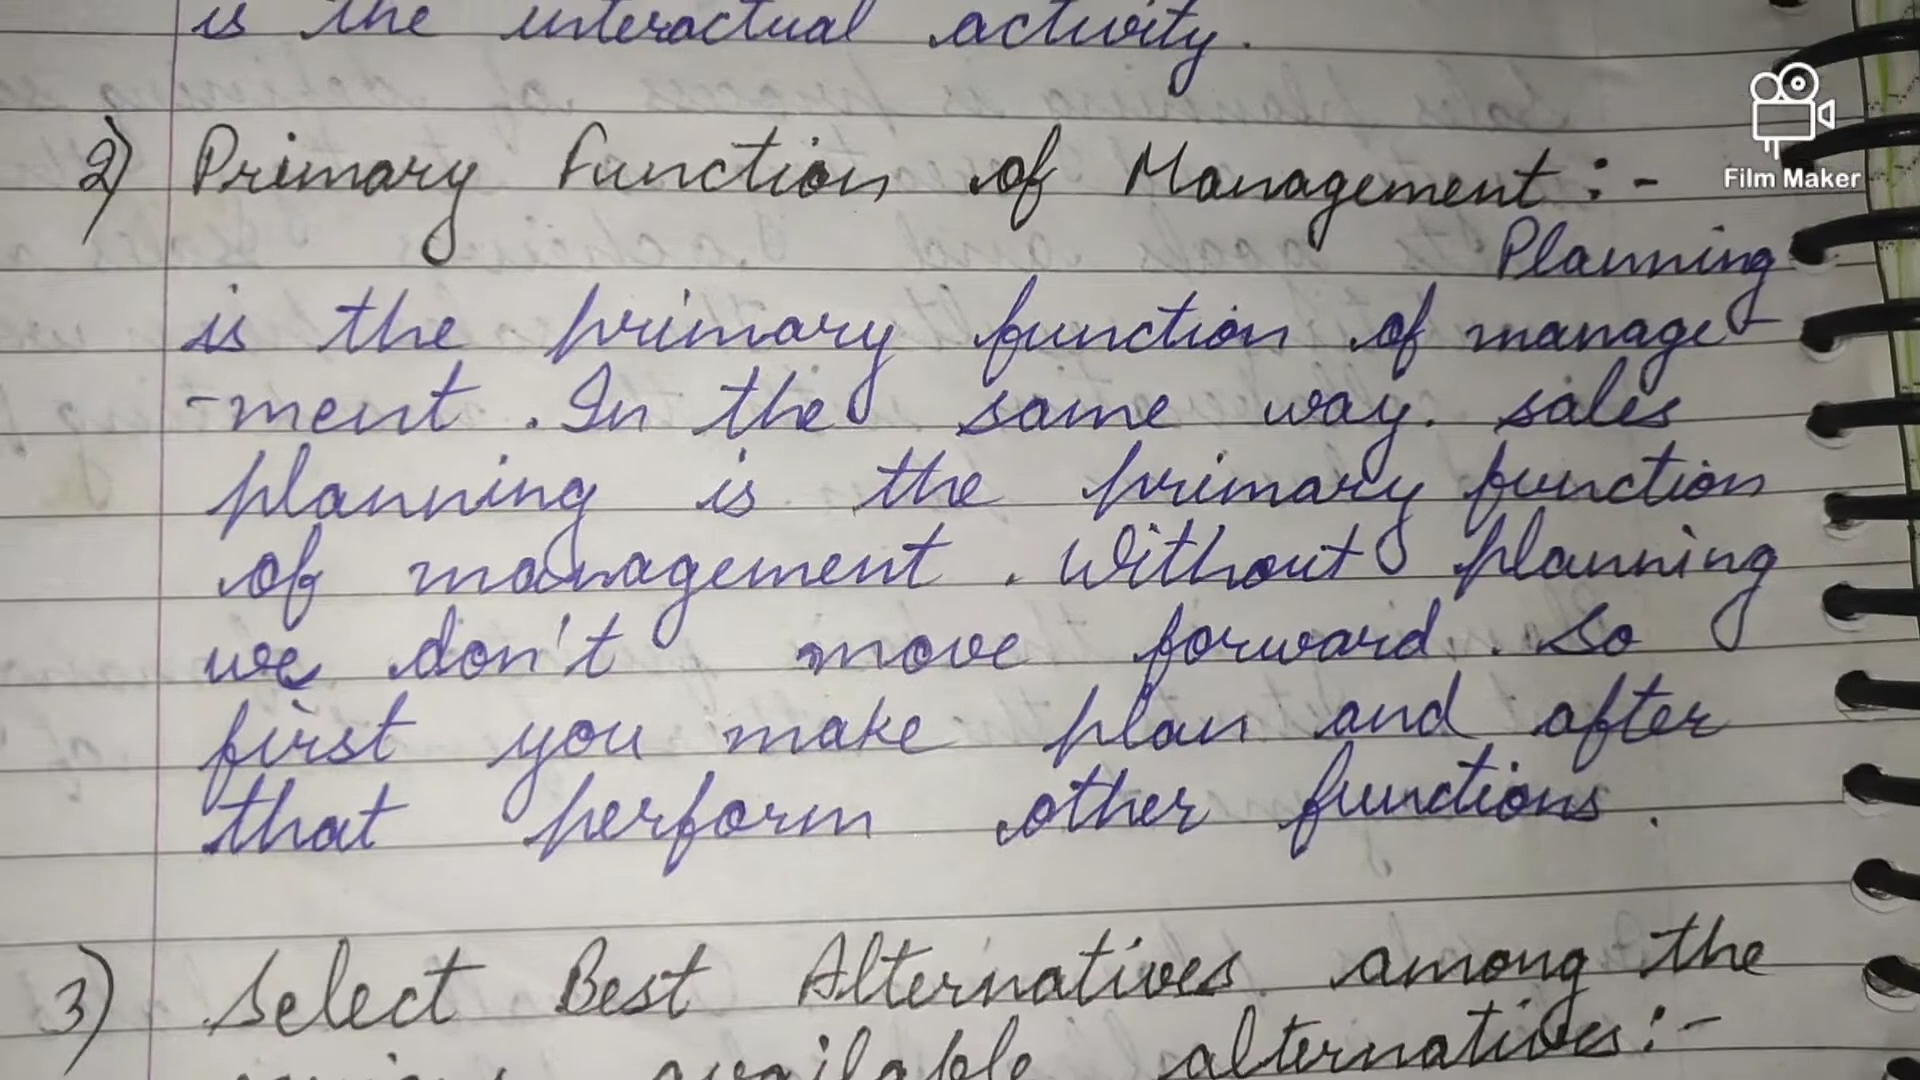 is the interactual activity.
2) Primary Function of Management :-
Planning
is the primary function of manage-
-ment. In the same way. sales
planning is the primary function
of management. Without planning
we don't move forward. So
first you make plan and after
that perform other functions.
3) Select Best Alternatives among the
available alternatives:-
Film Maker